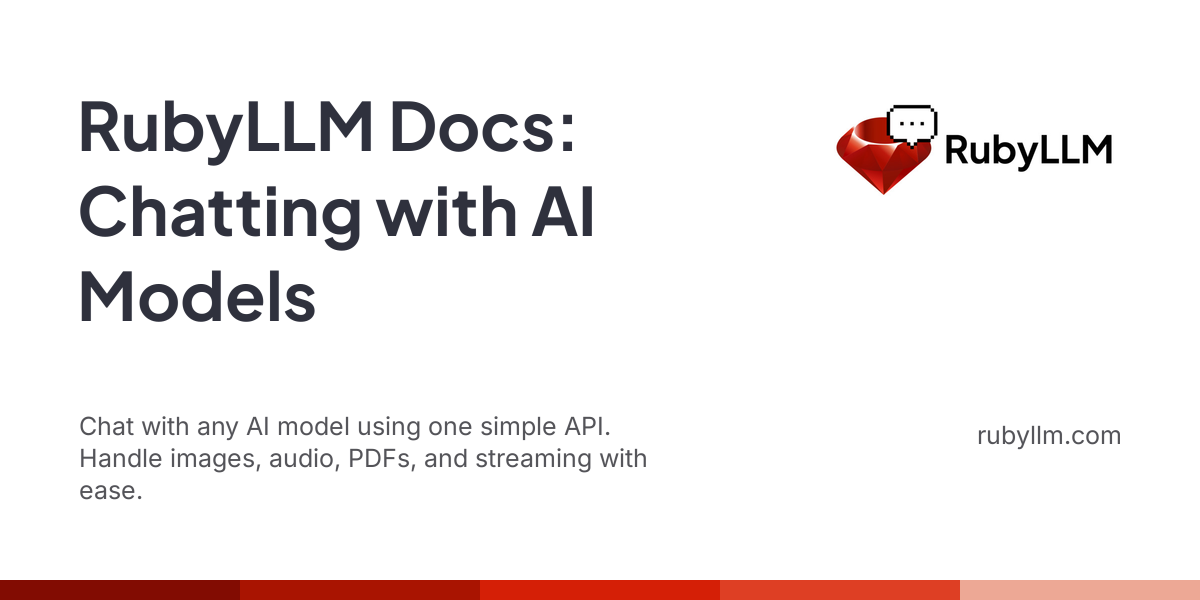 RubyLLM Docs:
Chatting with AI
Models
RubyLLM
Chat with any AI model using one simple API.
Handle images, audio, PDFs, and streaming with
ease.
rubyllm.com